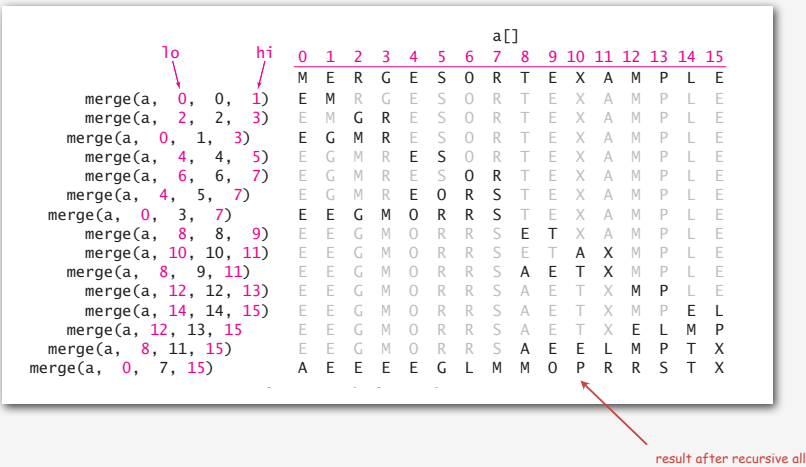 a[]
lo hi 0 1 2 3 4 5 6 7 8 9 10 11 12 13 14 15
M E R G E S O R T E X A M P L E
merge(a, 0, 0, 1) E M R G E S O R T E X A M P L E
merge(a, 2, 2, 3) E M G R E S O R T E X A M P L E
merge(a, 0, 1, 3) E G M R E S O R T E X A M P L E
merge(a, 4, 4, 5) E G M R E S O R T E X A M P L E
merge(a, 6, 6, 7) E G M R E S O R T E X A M P L E
merge(a, 4, 5, 7) E G M R E O R S T E X A M P L E
merge(a, 0, 3, 7) E E G M O R R S T E X A M P L E
merge(a, 8, 8, 9) E E G M O R R S E T X A M P L E
merge(a, 10, 10, 11) E E G M O R R S E T A X M P L E
merge(a, 8, 9, 11) E E G M O R R S A E T X M P L E
merge(a, 12, 12, 13) E E G M O R R S A E T X M P L E
merge(a, 14, 14, 15) E E G M O R R S A E T X M P E L
merge(a, 12, 13, 15 E E G M O R R S A E T X E L M P
merge(a, 8, 11, 15) E E G M O R R S A E E L M P T X
merge(a, 0, 7, 15) A E E E E G L M M O P R R S T X
result after recursive all